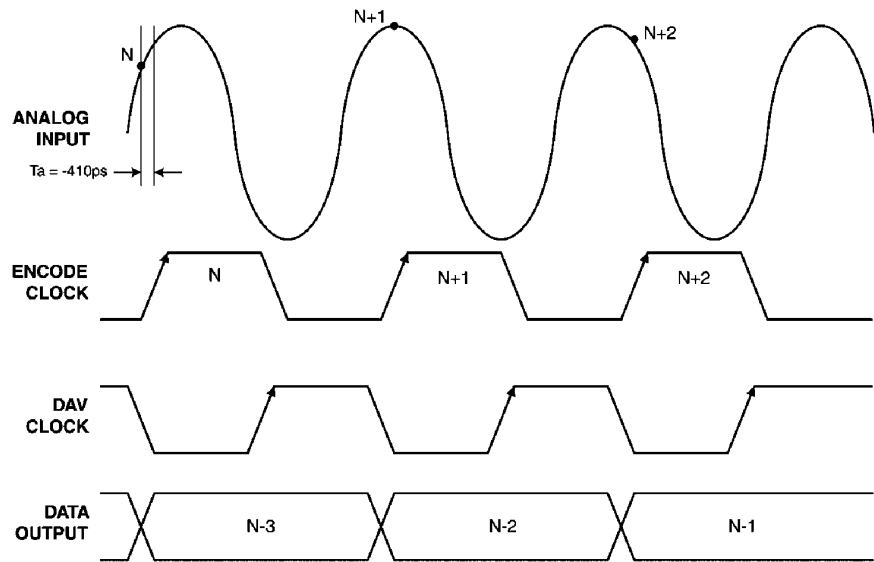 N+1
N+2
N
ANALOG
INPUT
Ta = -410ps
ENCODE
CLOCK
N
N+1
N+2
DAV
CLOCK
DATA
OUTPUT
N-3
N-2
N-1